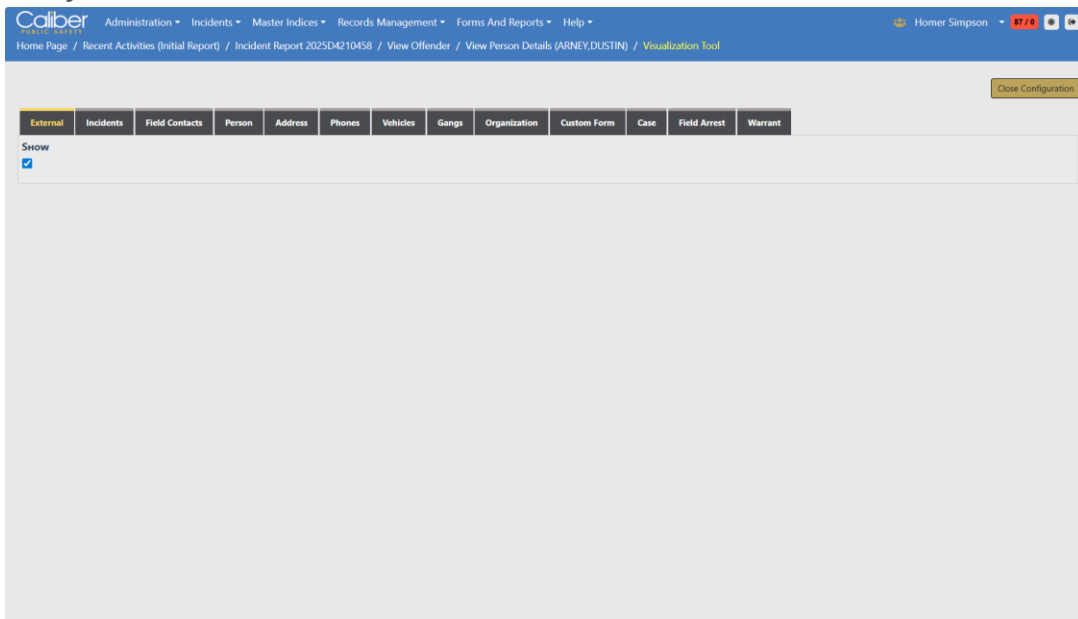 Caliber Administration Incidents Master Indices Records Management Forms And Reports Help Homer Simpson 87 / 0
PUBLIC SAFETY
Home Page / Recent Activities (Initial Report) / Incident Report 2025D4210458 / View Offender / View Person Details (ARNEY,DUSTIN) / Visualization Tool
Close Configuration
External Incidents Field Contacts Person Address Phones Vehicles Gangs Organization Custom Form Case Field Arrest Warrant
Show